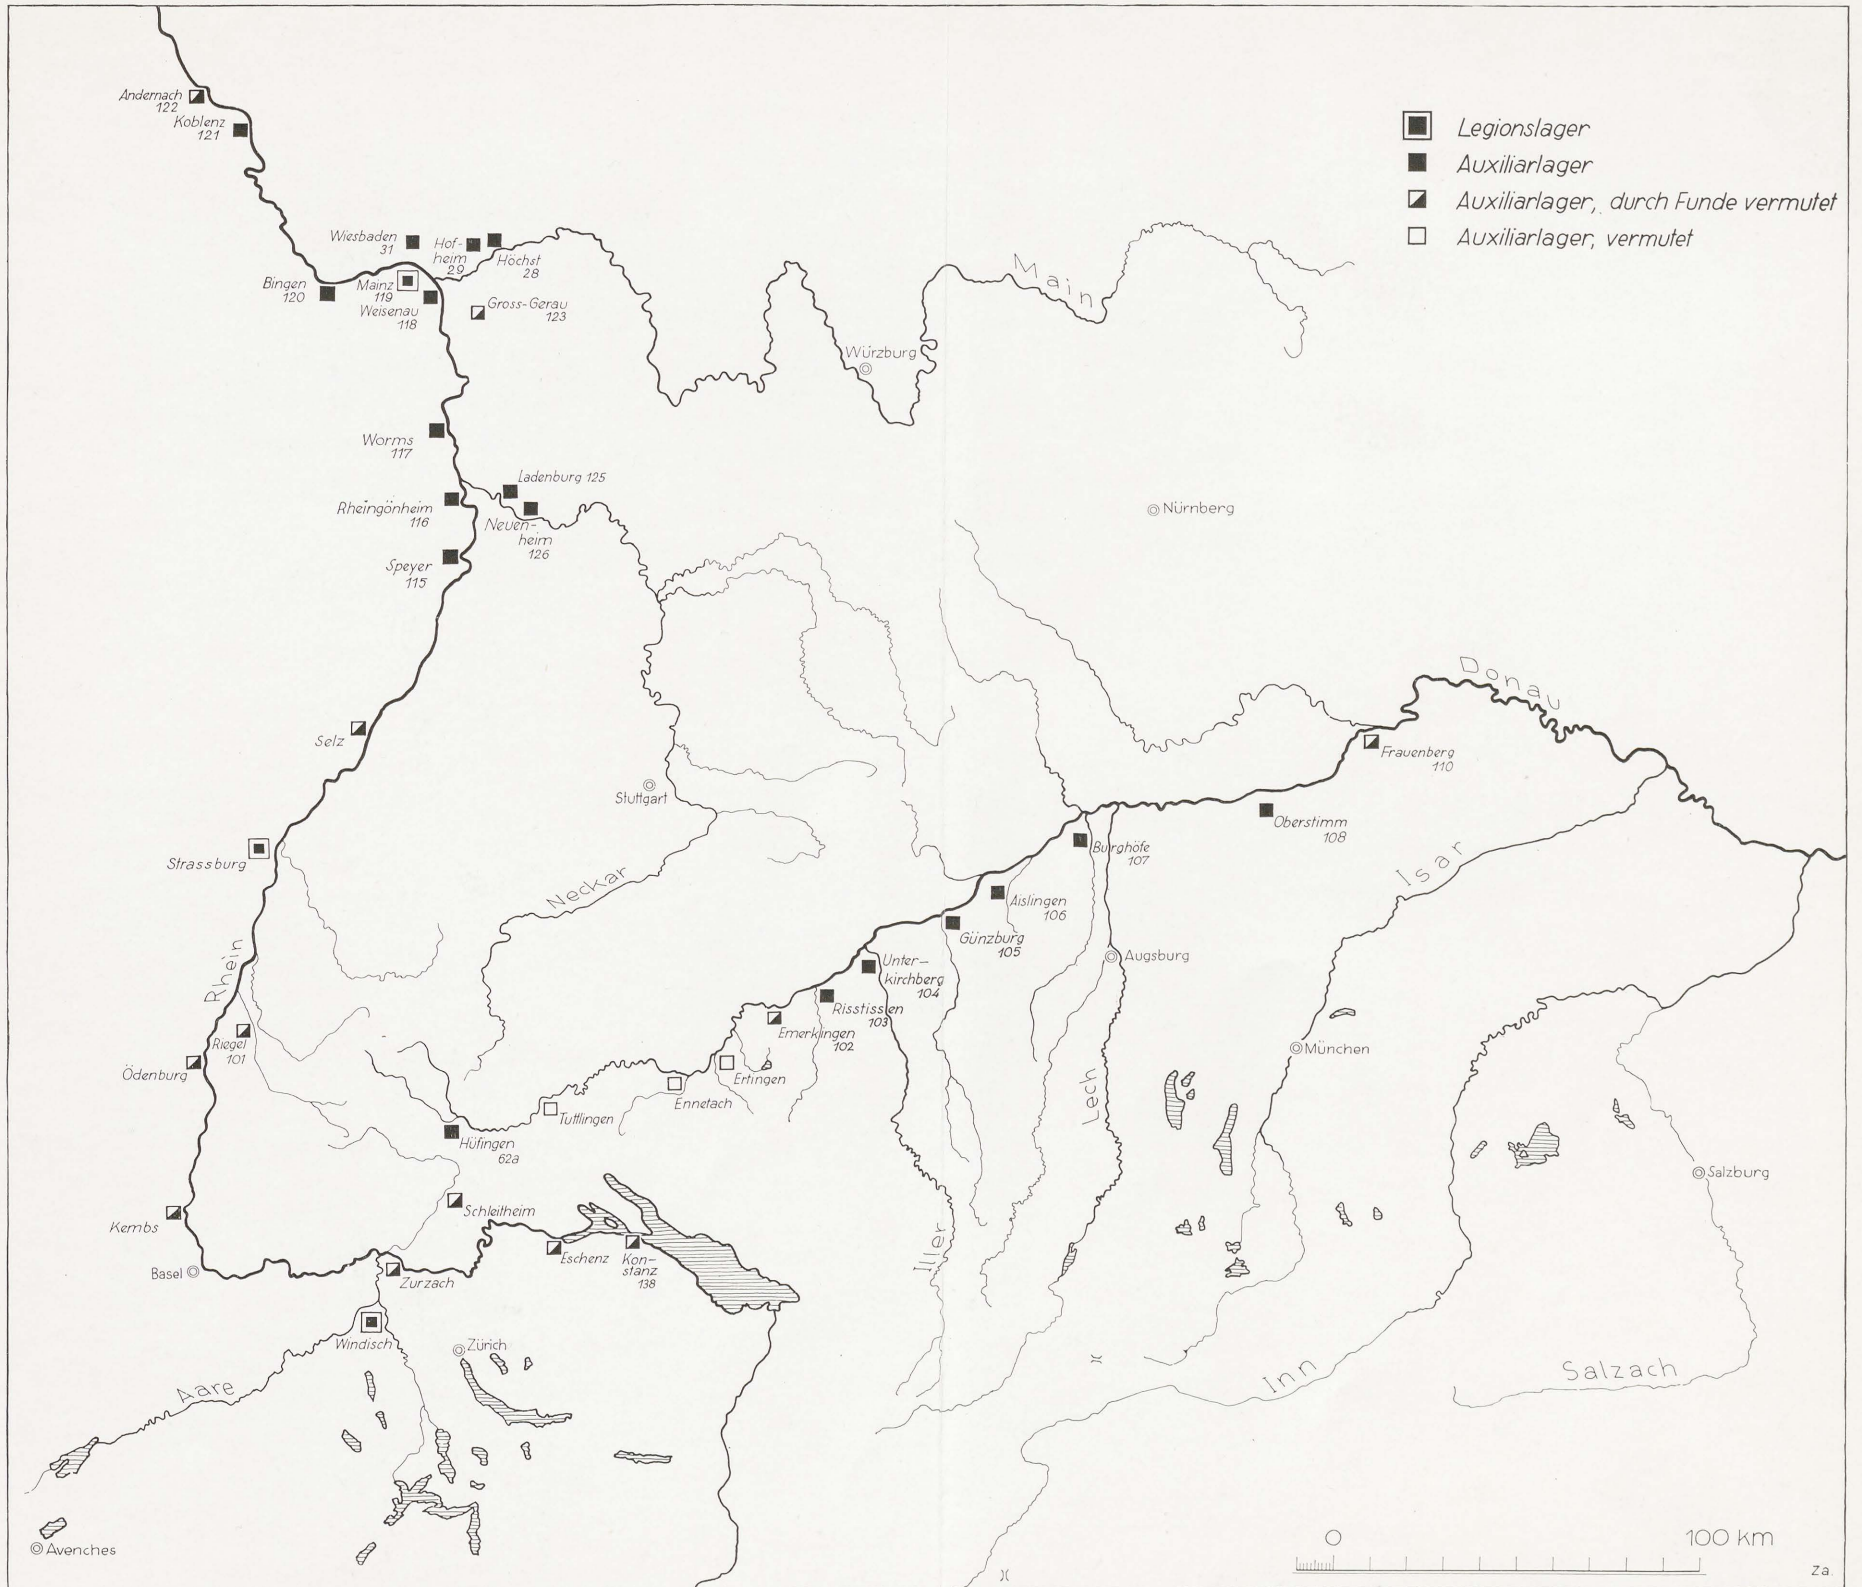 Andernach
122
Koblenz
121
Legionslager
Auxiliarlager
Auxiliarlager, durch Funde vermutet
Auxiliarlager, vermutet
Wiesbaden
31
Hof-
heim
29
Höchst
28
Bingen
120
Mainz
119
Weisenau
118
Gross-Gerau
123
Main
Würzburg
Worms
117
Ladenburg 125
Rheingönheim
116
Neuen-
heim
126
Nürnberg
Speyer
115
Donau
Selz
Frauenberg
110
Stuttgart
Oberstimm
108
Strassburg
Burghöfe
107
Isar
Neckar
Aislingen
106
Günzburg
105
Augsburg
Rhein
Unter-
kirchberg
104
Risstissen
103
Riegel
101
Emerkingen
102
München
Ödenburg
Ertingen
Ennetach
Lech
Tuttlingen
Hüfingen
62a
Salzburg
Schleitheim
Kembs
Iller
Eschenz
Kon-
stanz
138
Basel
Zurzach
Windisch
Zürich
Aare
Inn
Salzach
Avenches
0
100 km
Za.